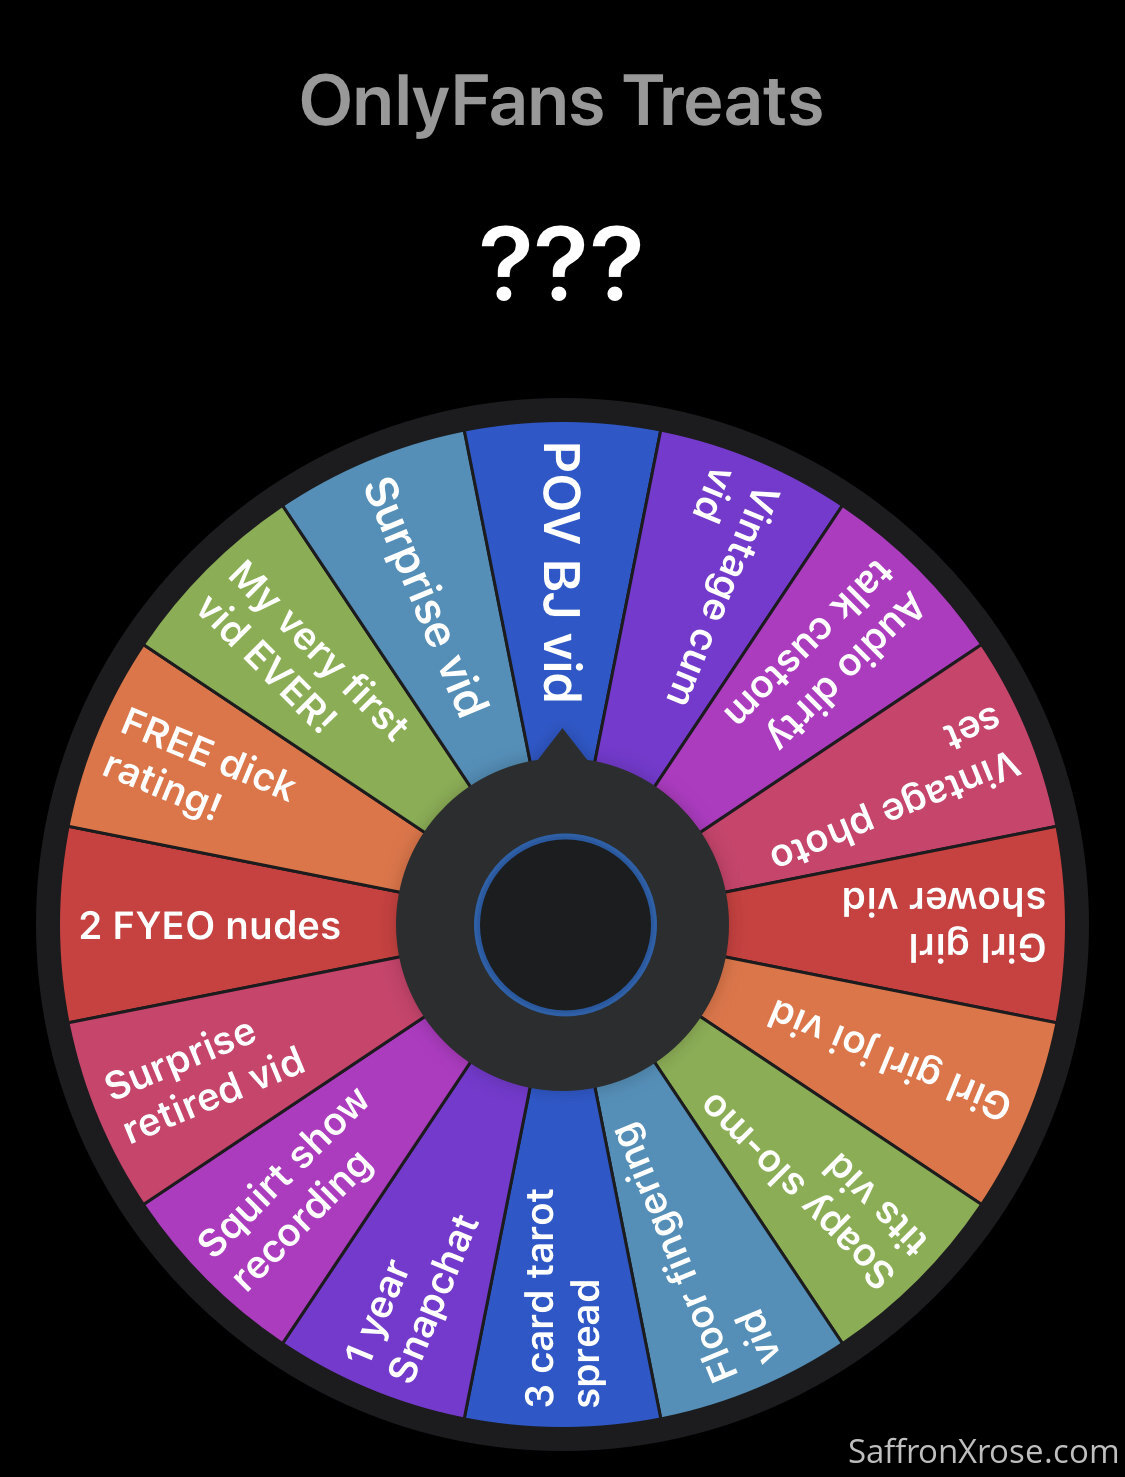 OnlyFans Treats
???
POV BJ vid
Vintage cum
vid
Audio dirty
talk custom
Vintage photo
set
Girl girl
shower vid
Girl girl joi vid
Soapy slo-mo
tits vid
Floor fingering
vid
3 card tarot
spread
1 year
Snapchat
Squirt show
recording
Surprise
retired vid
2 FYEO nudes
FREE dick
rating!
My very first
vid EVER!
Surprise vid
SaffronXrose.com